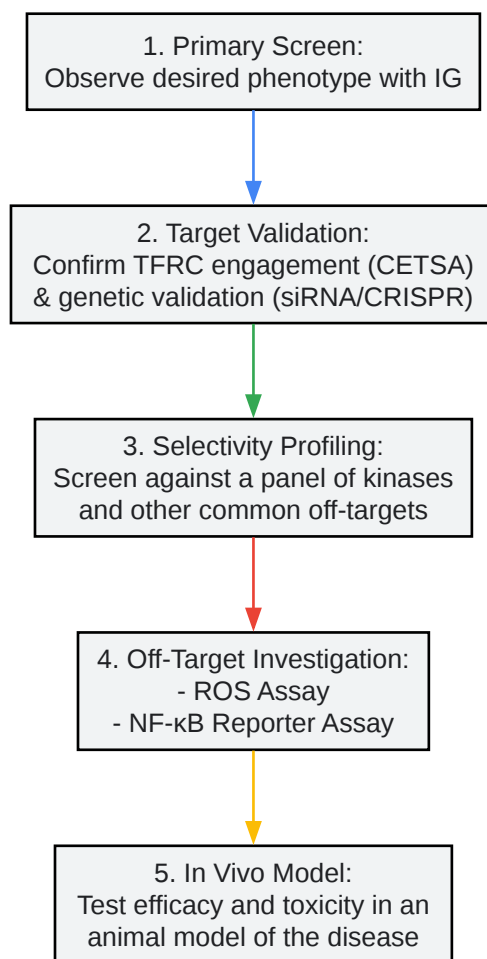 1. Primary Screen:
Observe desired phenotype with IG
2. Target Validation:
Confirm TFRC engagement (CETSA)
& genetic validation (siRNA/CRISPR)
3. Selectivity Profiling:
Screen against a panel of kinases
and other common off-targets
4. Off-Target Investigation:
- ROS Assay
- NF-κB Reporter Assay
5. In Vivo Model:
Test efficacy and toxicity in an
animal model of the disease